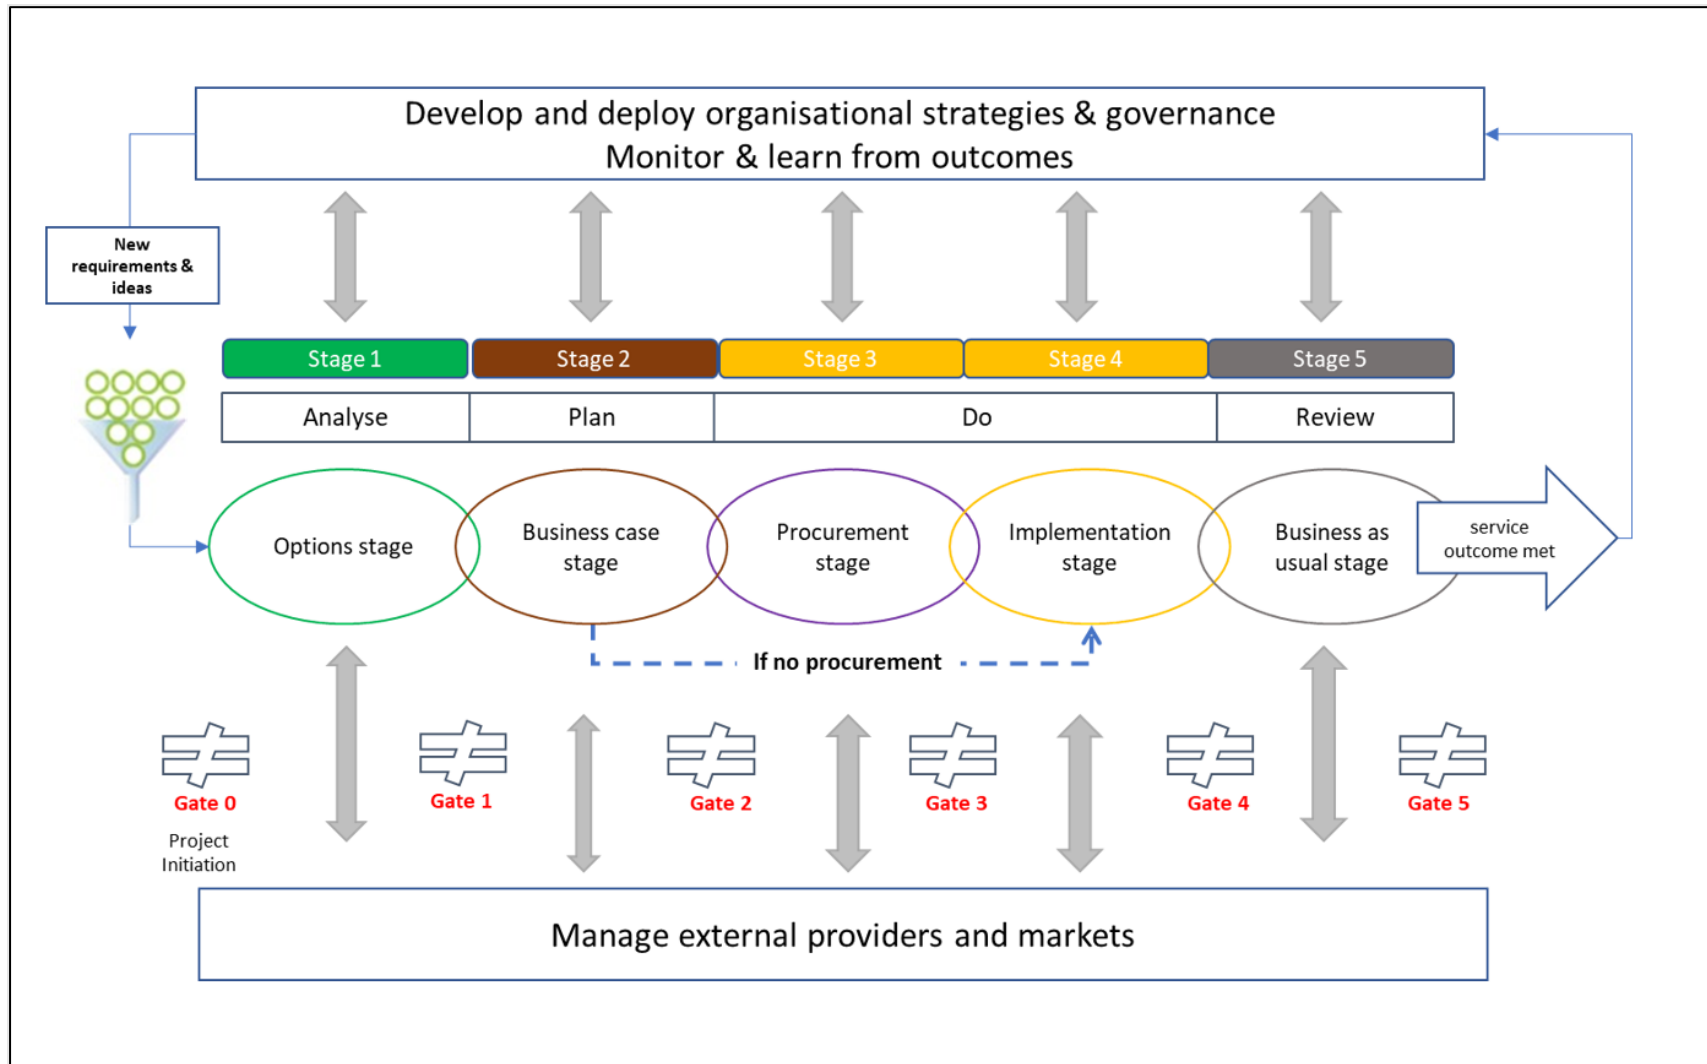 Develop and deploy organisational strategies & governance
Monitor & learn from outcomes
New
requirements &
ideas
Stage 1
Stage 2
Stage 3
Stage 4
Stage 5
Analyse
Plan
Do
Review
Options stage
Business case
stage
Procurement
stage
Implementation
stage
Business as
usual stage
service
outcome met
If no procurement
Gate 0
Gate 1
Gate 2
Gate 3
Gate 4
Gate 5
Project
Initiation
Manage external providers and markets